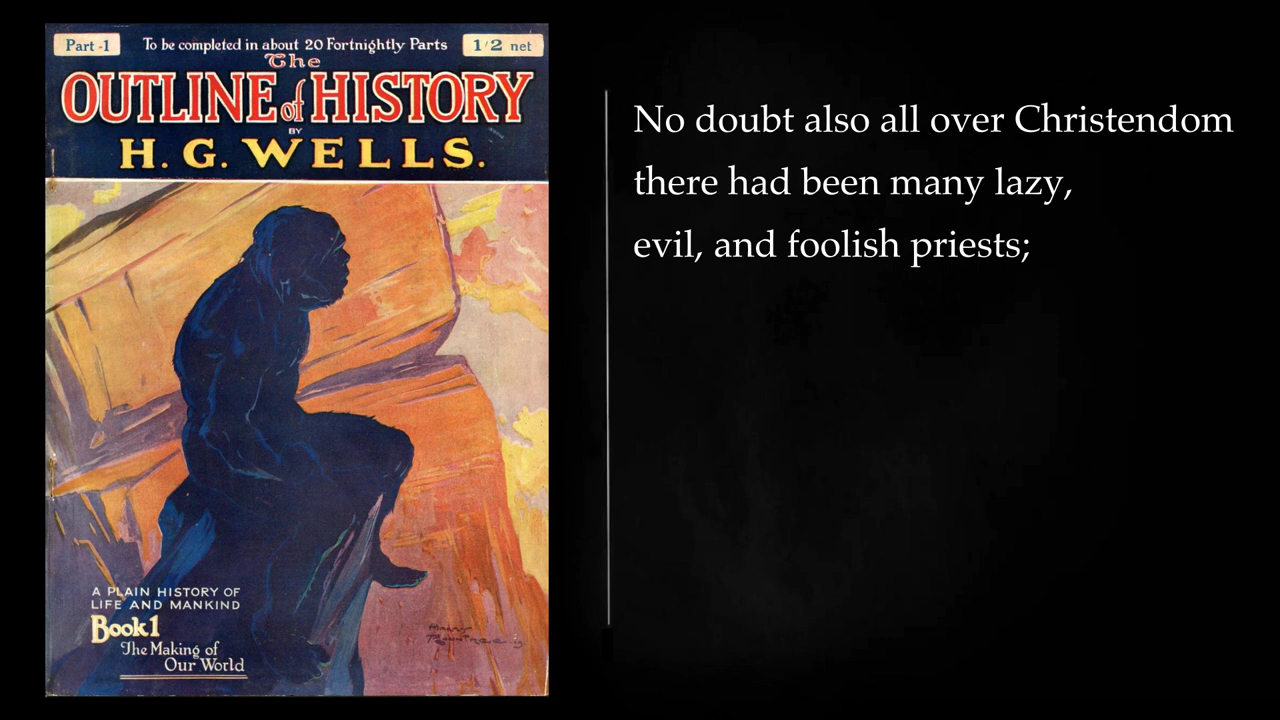 Part -1
To be completed in about 20 Fortnightly Parts
1/2 net
The
OUTLINE of HISTORY
BY
H. G. WELLS.
A PLAIN HISTORY OF
LIFE AND MANKIND
Book 1
The Making of
Our World
No doubt also all over Christendom
there had been many lazy,
evil, and foolish priests;